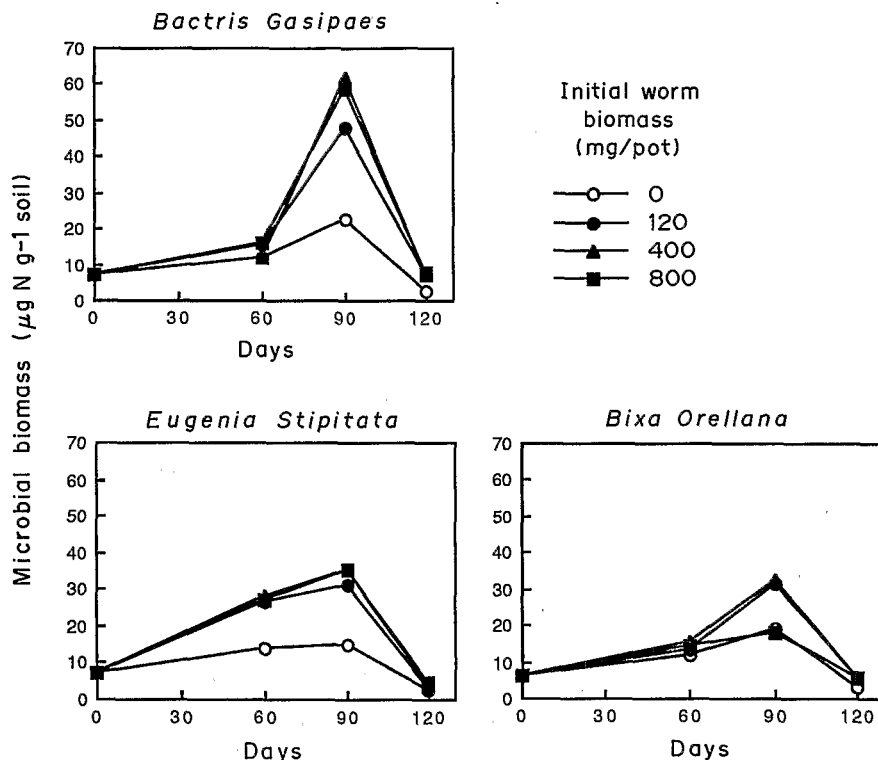 Bactris Gasipaes
70
60
50
40
30
20
10
0
0 30 60 90 120
Days
Initial worm
biomass
(mg/pot)
0
120
400
800
Microbial biomass (µg N g-1 soil)
Eugenia Stipitata
70
60
50
40
30
20
10
0
0 30 60 90 120
Days
Bixa Orellana
70
60
50
40
30
20
10
0
0 30 60 90 120
Days